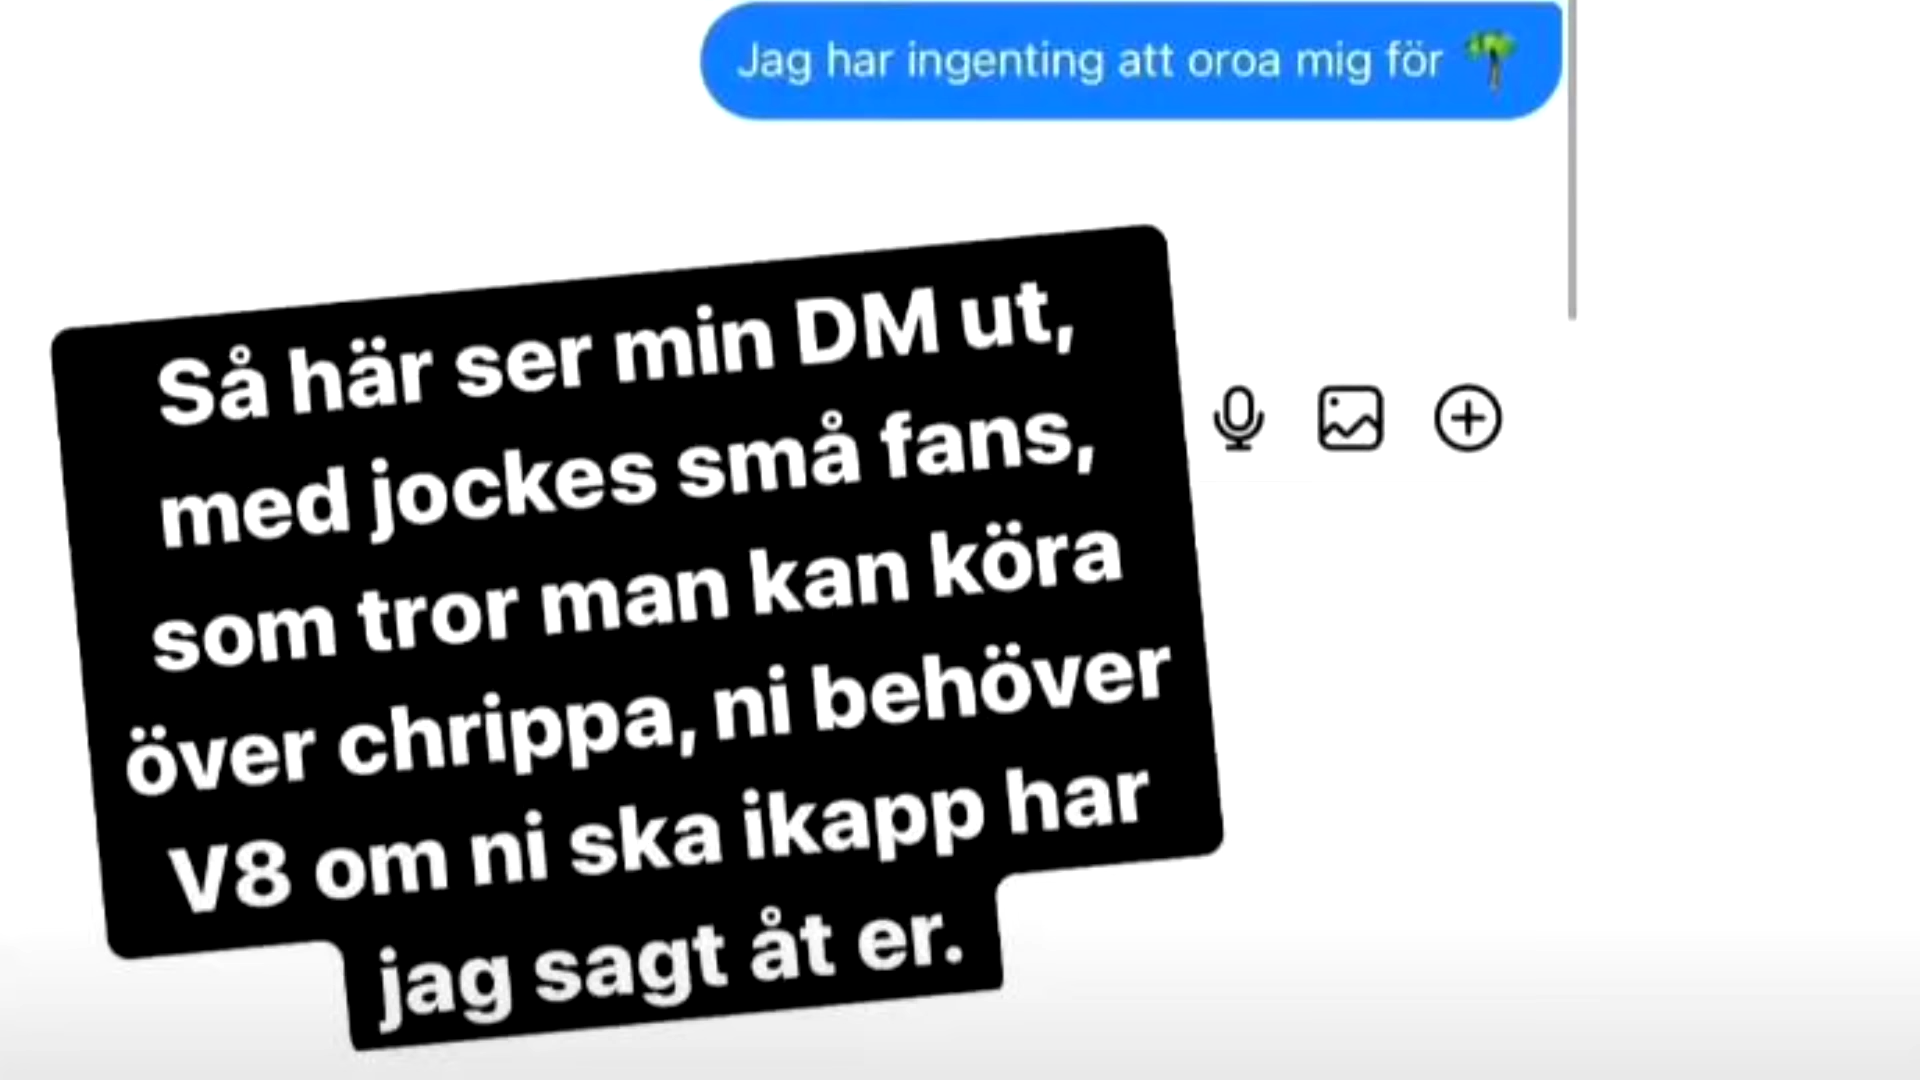 Jag har ingenting att oroa mig för 🌴
Så här ser min DM ut,
med jockes små fans,
som tror man kan köra
över chrippa, ni behöver
V8 om ni ska ikapp har
jag sagt åt er.